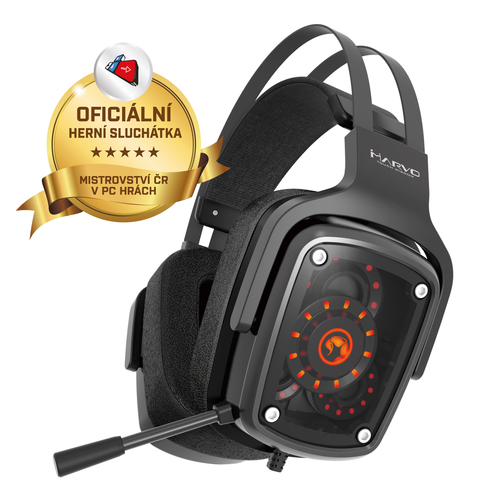 OFICIÁLNÍ
HERNÍ SLUCHÁTKA
MISTROVSTVÍ ČR
V PC HRÁCH
MARVO